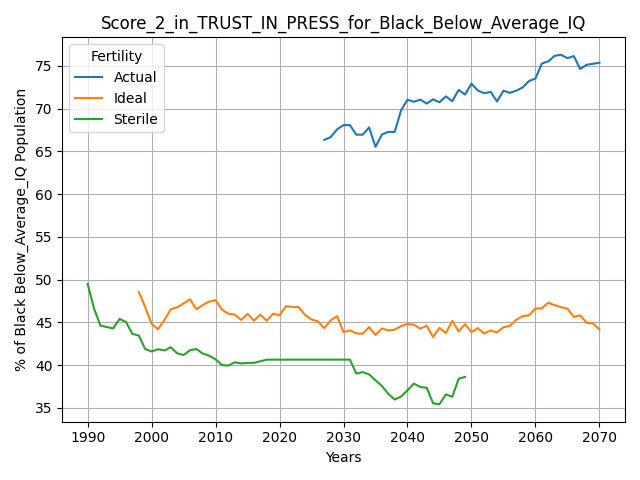 Score_2_in_TRUST_IN_PRESS_for_Black_Below_Average_IQ
Fertility
Actual
Ideal
Sterile
% of Black Below_Average_IQ Population
75
70
65
60
55
50
45
40
35
1990
2000
2010
2020
2030
2040
2050
2060
2070
Years